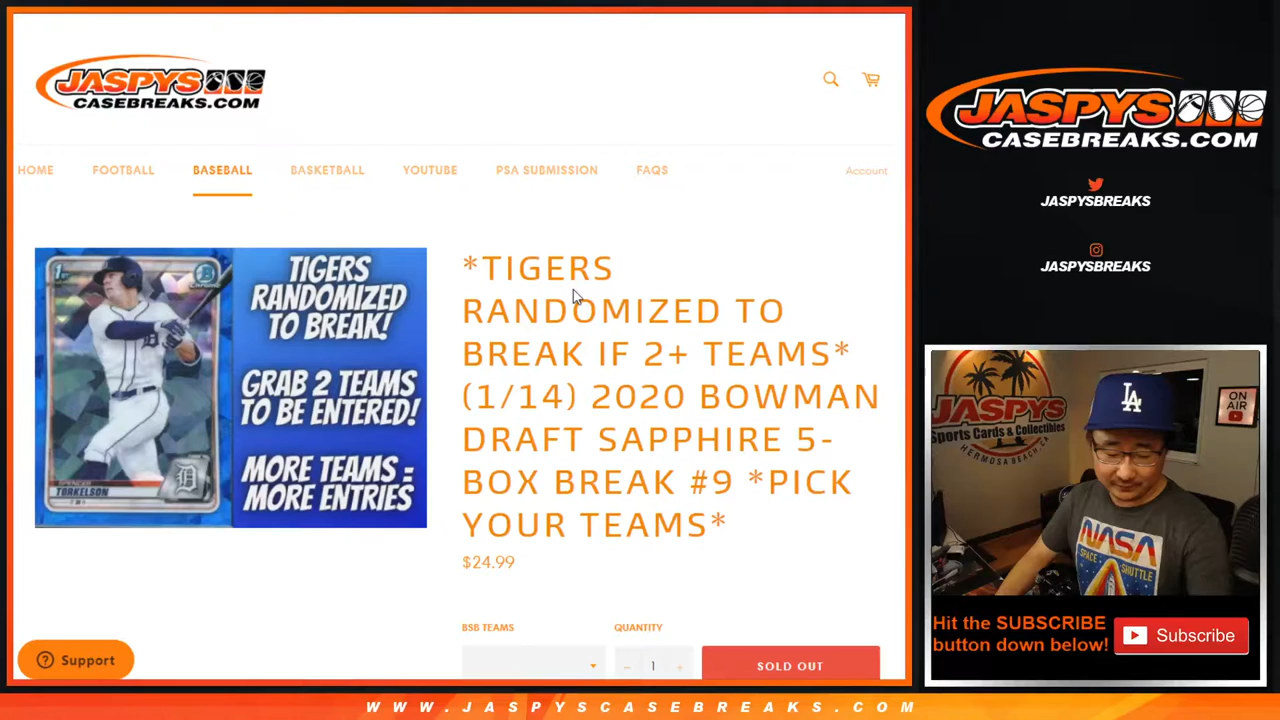 JASPYS
CASEBREAKS.COM
HOME FOOTBALL BASEBALL BASKETBALL YOUTUBE PSA SUBMISSION FAQS Account
1st
CHROME
SPENCER
TORKELSON
TIGERS
RANDOMIZED
TO BREAK!
GRAB 2 TEAMS
TO BE ENTERED!
MORE TEAMS =
MORE ENTRIES
*TIGERS
RANDOMIZED TO
BREAK IF 2+ TEAMS*
(1/14) 2020 BOWMAN
DRAFT SAPPHIRE 5-
BOX BREAK #9 *PICK
YOUR TEAMS*
$24.99
BSB TEAMS QUANTITY
− 1 +
SOLD OUT
Support
JASPYS
CASEBREAKS.COM
JASPYSBREAKS
JASPYSBREAKS
JASPYS
Sports Cards & Collectibles
HERMOSA BEACH, CA
ON
AIR
LA
NASA
SPACE SHUTTLE
Hit the SUBSCRIBE
button down below!
Subscribe
WWW.JASPYSCASEBREAKS.COM